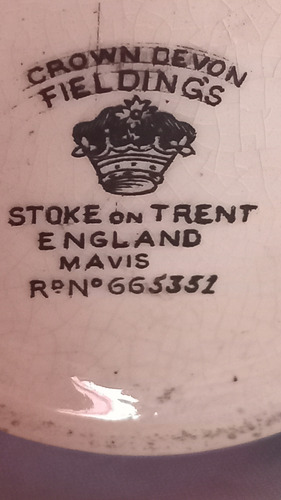 CROWN DEVON
FIELDINGS
STOKE on TRENT
ENGLAND
MAVIS
RD No 665352